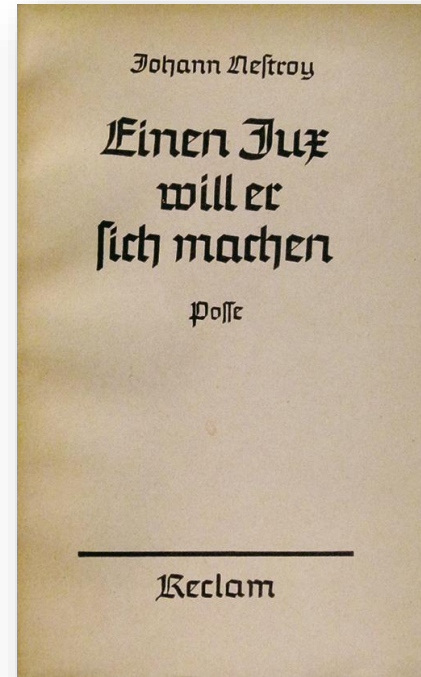 Johann Neſtroy
Einen Jux
will er
ſich machen
Poſſe
Reclam